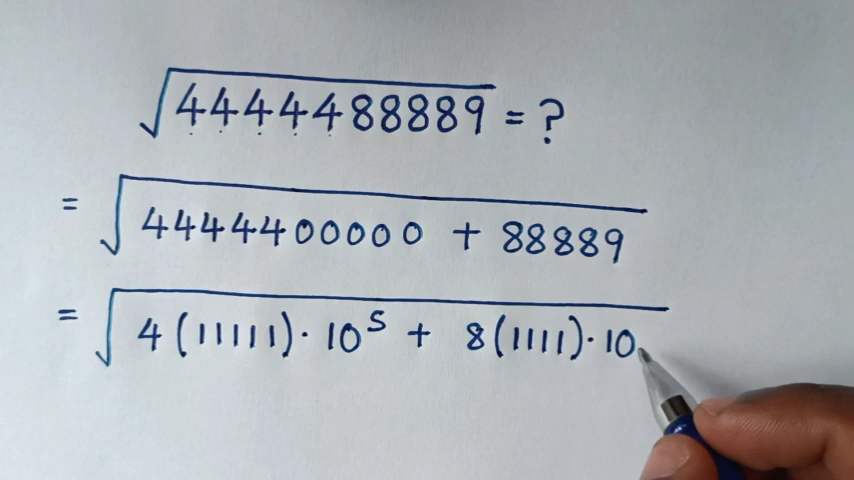 √4444488889 = ?
= √4444400000 + 88889
= √4(11111)·10⁵ + 8(1111)·10